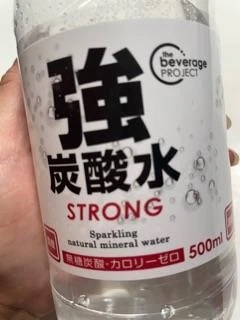 the
beverage
PROJECT
強
炭酸水
STRONG
Sparkling
natural mineral water
500ml
無糖炭酸・カロリーゼロ